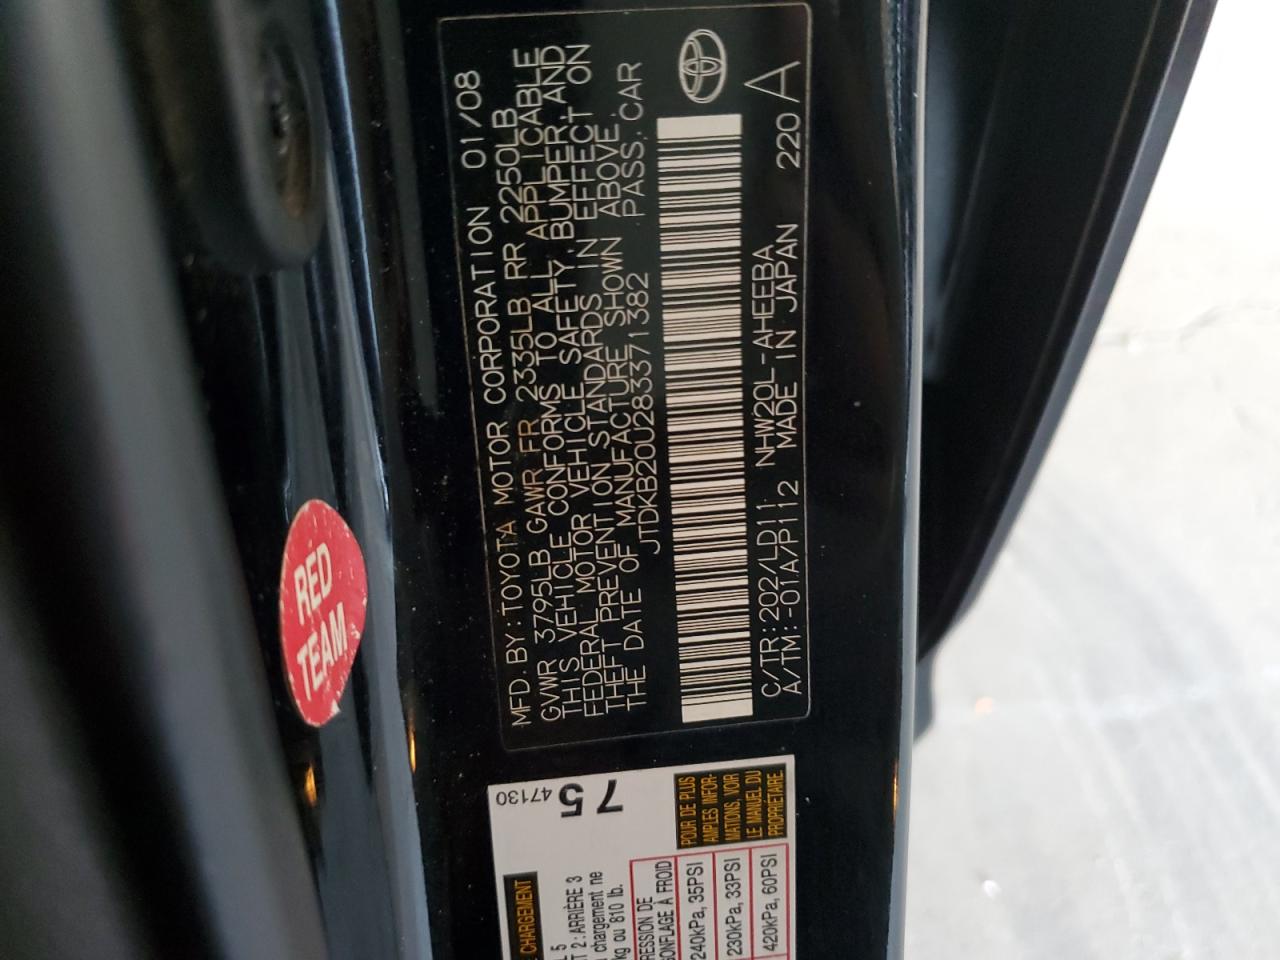 MFD. BY: TOYOTA MOTOR CORPORATION 01/08
GVWR 3795LB GAWR FR 2335LB RR 2250LB
THIS VEHICLE CONFORMS TO ALL APPLICABLE
FEDERAL MOTOR VEHICLE SAFETY, BUMPER, AND
THEFT PREVENTION STANDARDS IN EFFECT ON
THE DATE OF MANUFACTURE SHOWN ABOVE.
JTDKB20U283371382 PASS. CAR
C/TR: 202/LD11 NHW20L-AHEEBA
A/TM: -01A/P112 MADE IN JAPAN 220 A
RED
TEAM
47130
75
CHARGEMENT
2 : ARRIÈRE 3
chargement ne
kg ou 810 lb.
GONFLAGE À FROID
240kPa, 35PSI
230kPa, 33PSI
420kPa, 60PSI
POUR DE PLUS
AMPLES INFOR-
MATIONS, VOIR
LE MANUEL DU
PROPRIÉTAIRE.